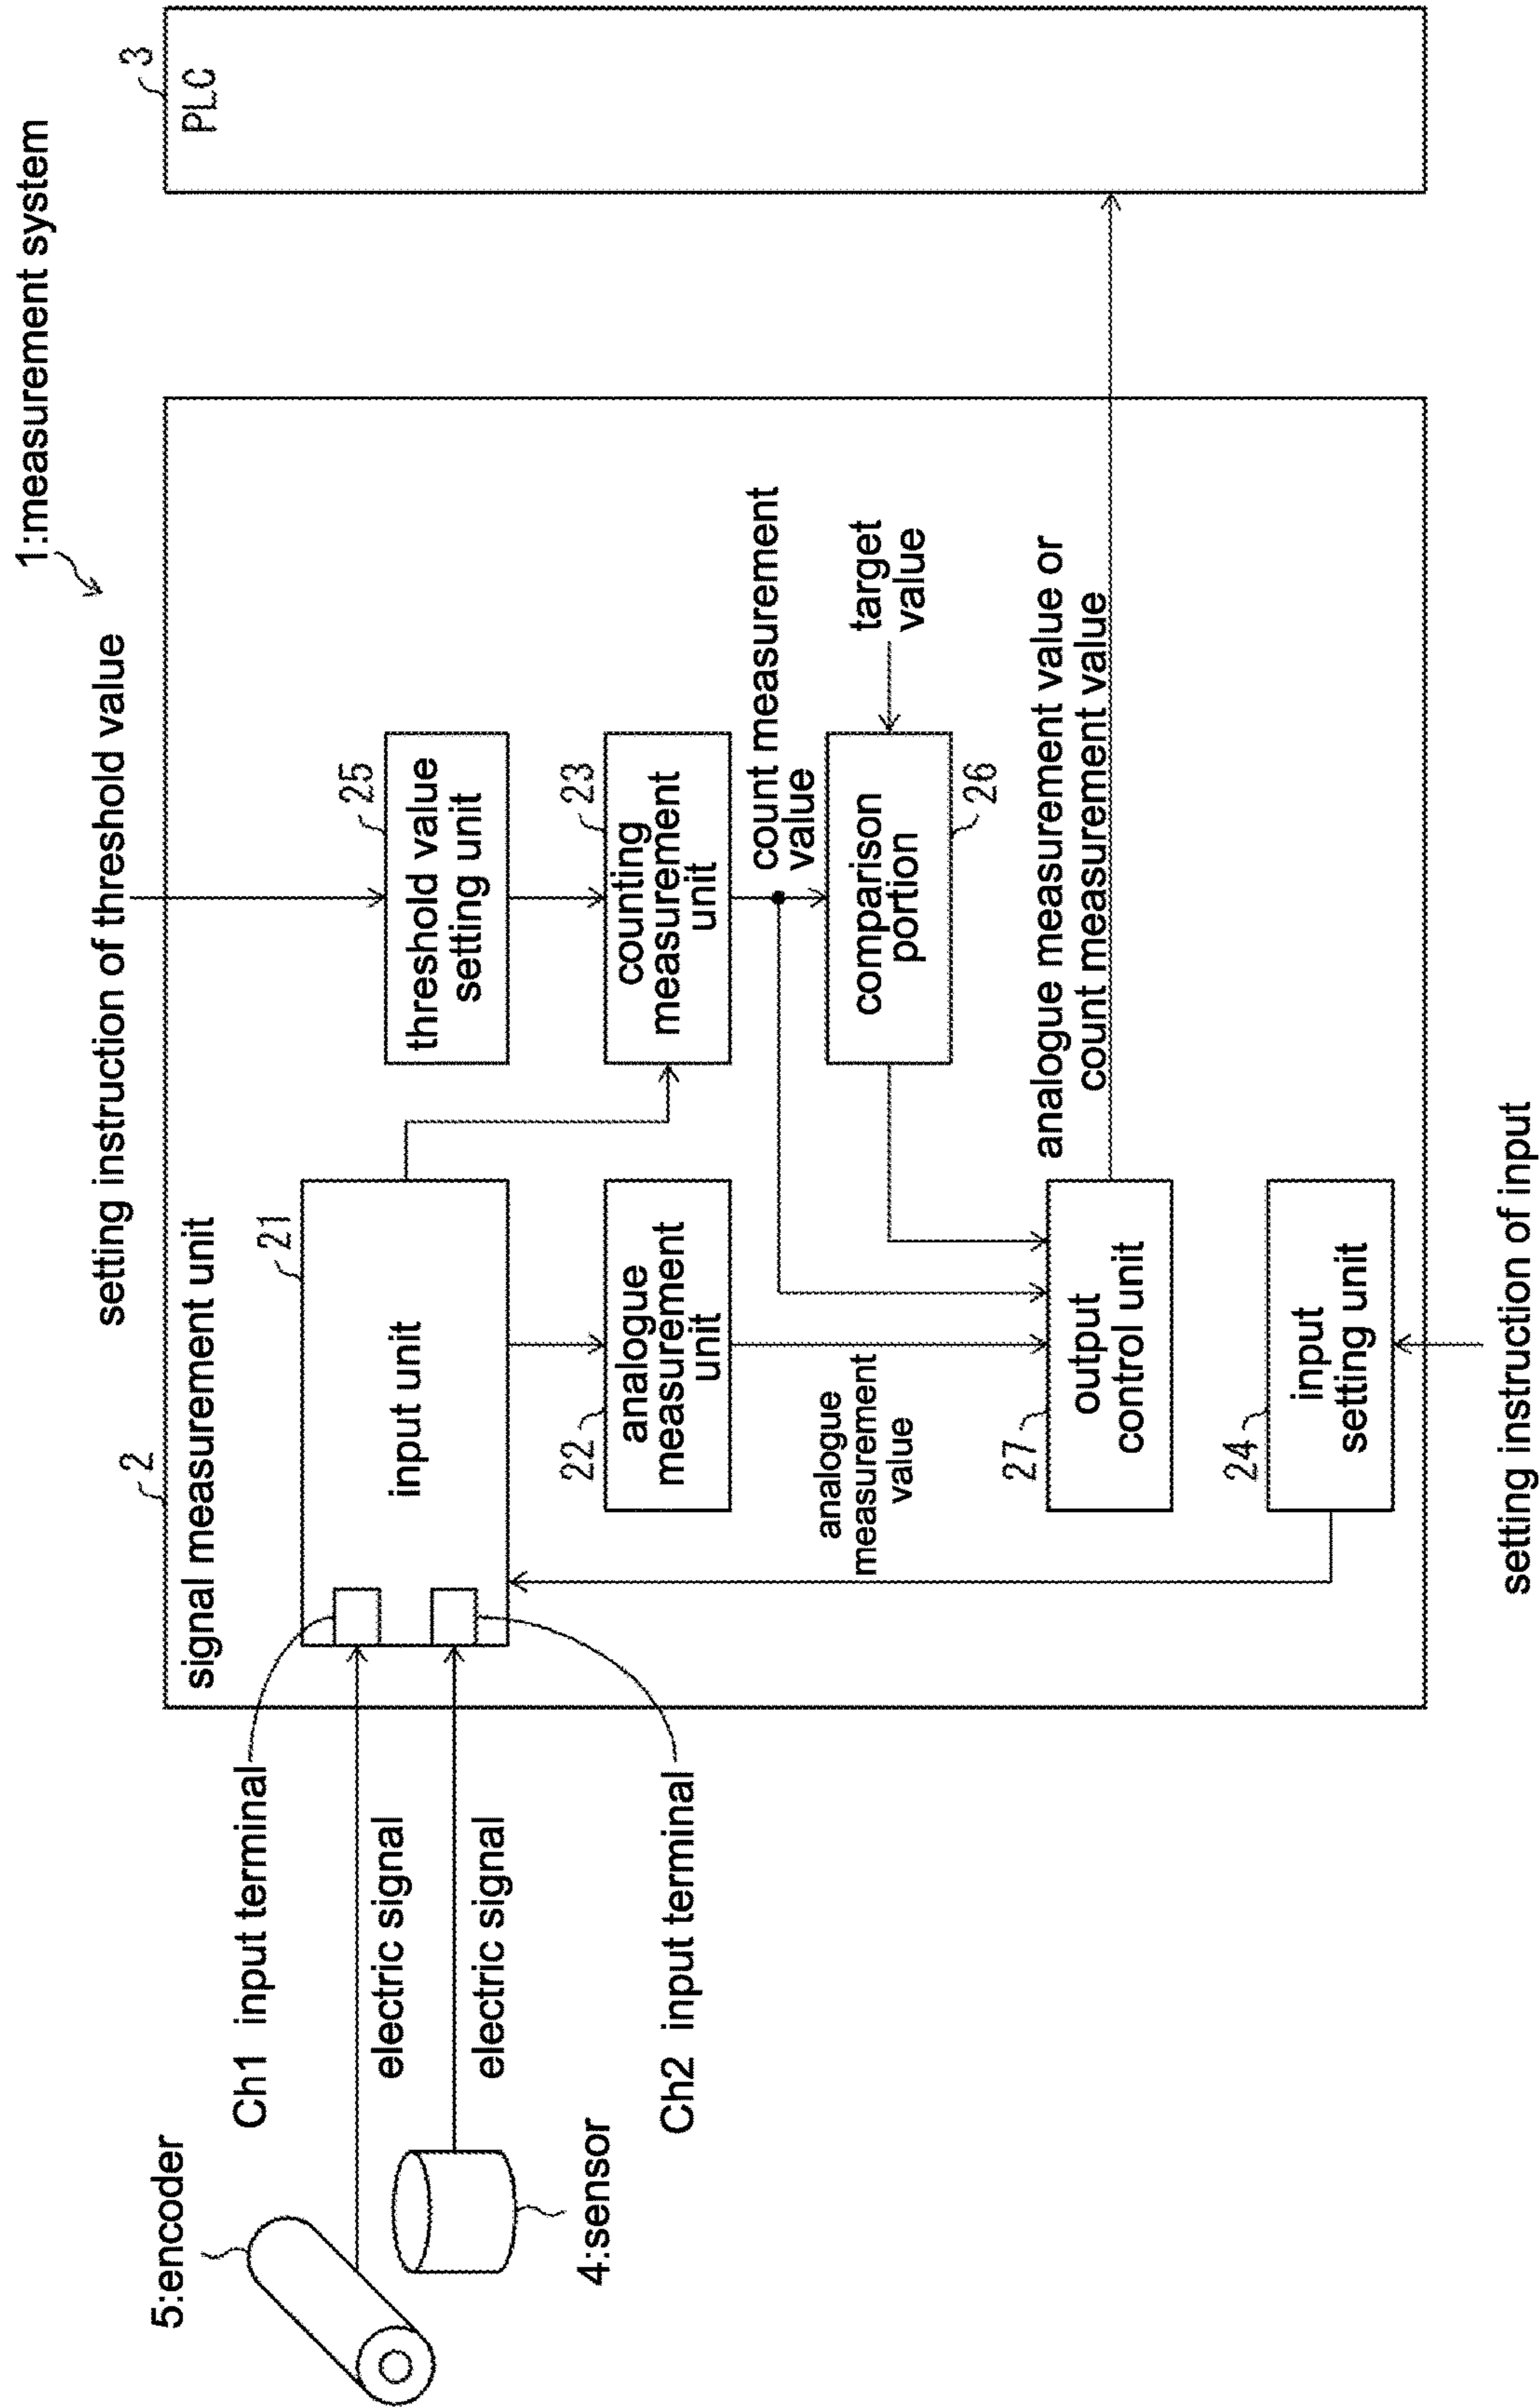 1:measurement system
setting instruction of threshold value
2
signal measurement unit
3
PLC
5:encoder
Ch1 input terminal
electric signal
electric signal
4:sensor
Ch2 input terminal
21
input unit
25
threshold value
setting unit
22
analogue
measurement
unit
23
counting
measurement
unit
count measurement
value
analogue
measurement
value
comparison
portion
26
target
value
27
output
control unit
analogue measurement value or
count measurement value
24
input
setting unit
setting instruction of input